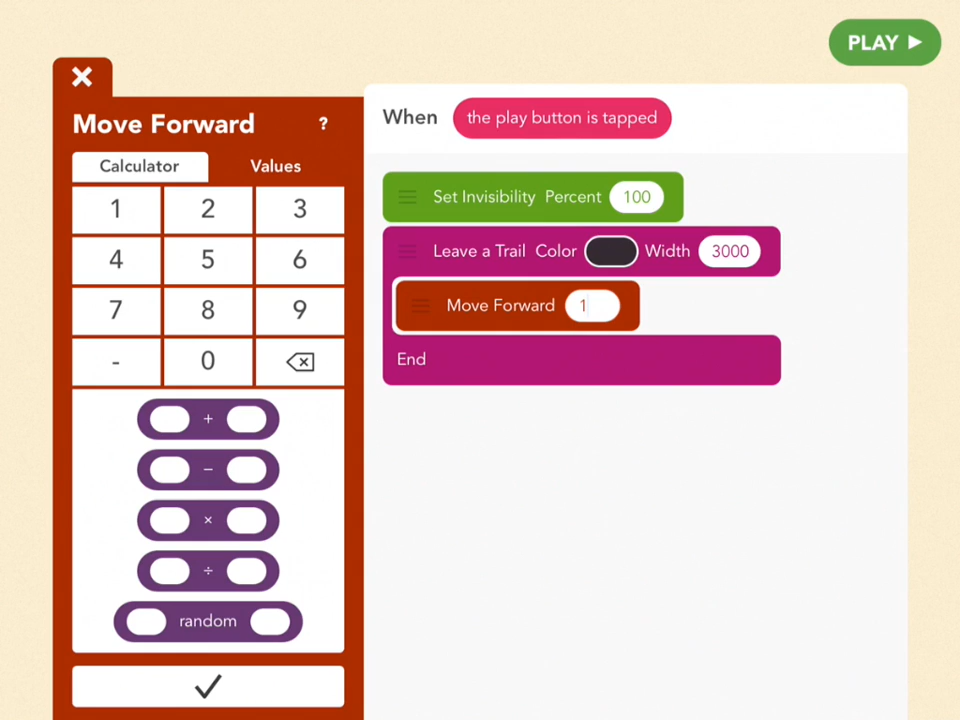 PLAY
Move Forward ?
Calculator Values
1 2 3
4 5 6
7 8 9
- 0
+
−
×
÷
random
When the play button is tapped
Set Invisibility Percent 100
Leave a Trail Color Width 3000
Move Forward 1
End